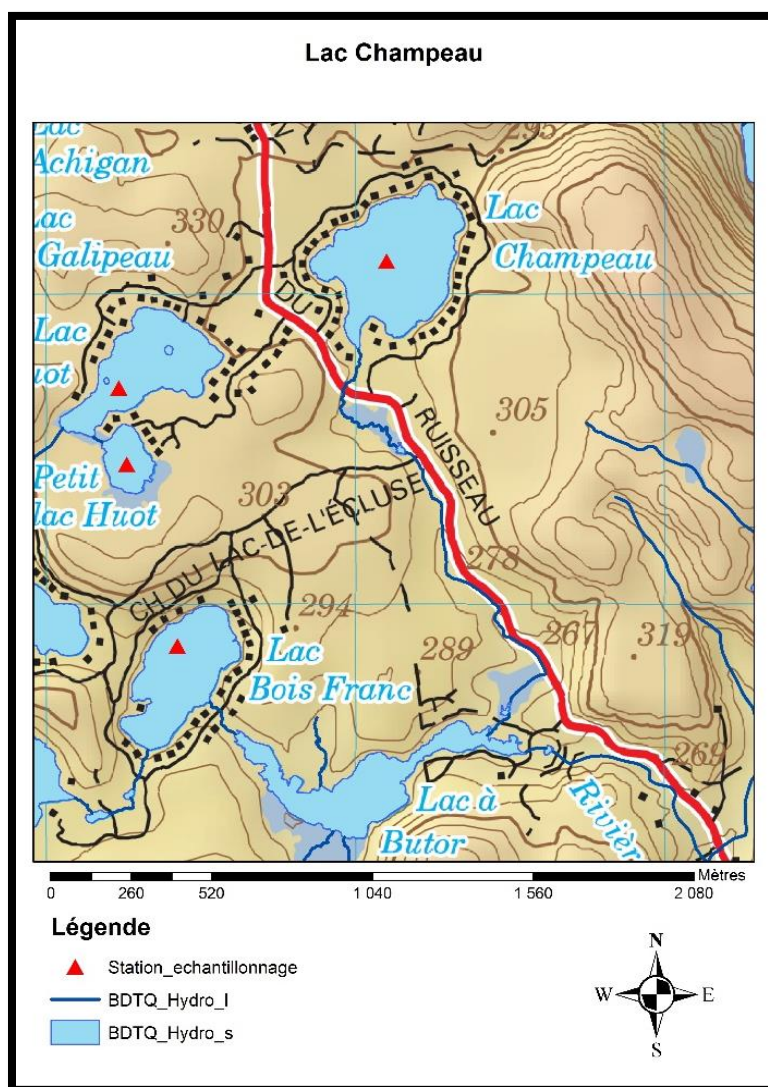 Lac Champeau
Lac
Achigan
295
Lac
Galipeau
330
Lac
Champeau
DU
Lac
305
RUISSEAU
Petit
lac Huot
303
CH DU LAC-DE-L'ÉCLUSE
278
294
289
267
319
Lac
Bois Franc
269
Lac à
Butor
Rivièr
Mètres
0 260 520 1 040 1 560 2 080
Légende
Station_echantillonnage
BDTQ_Hydro_l
BDTQ_Hydro_s
N
W E
S